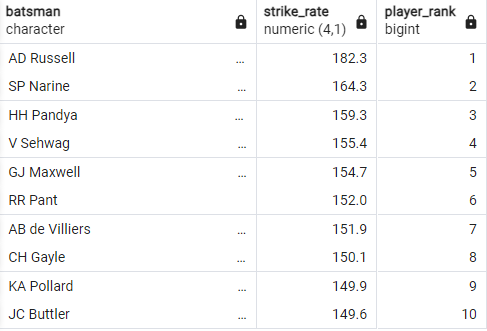 batsman strike_rate player_rank
character numeric (4,1) bigint
AD Russell ... 182.3 1
SP Narine ... 164.3 2
HH Pandya ... 159.3 3
V Sehwag ... 155.4 4
GJ Maxwell ... 154.7 5
RR Pant ... 152.0 6
AB de Villiers ... 151.9 7
CH Gayle ... 150.1 8
KA Pollard ... 149.9 9
JC Buttler ... 149.6 10